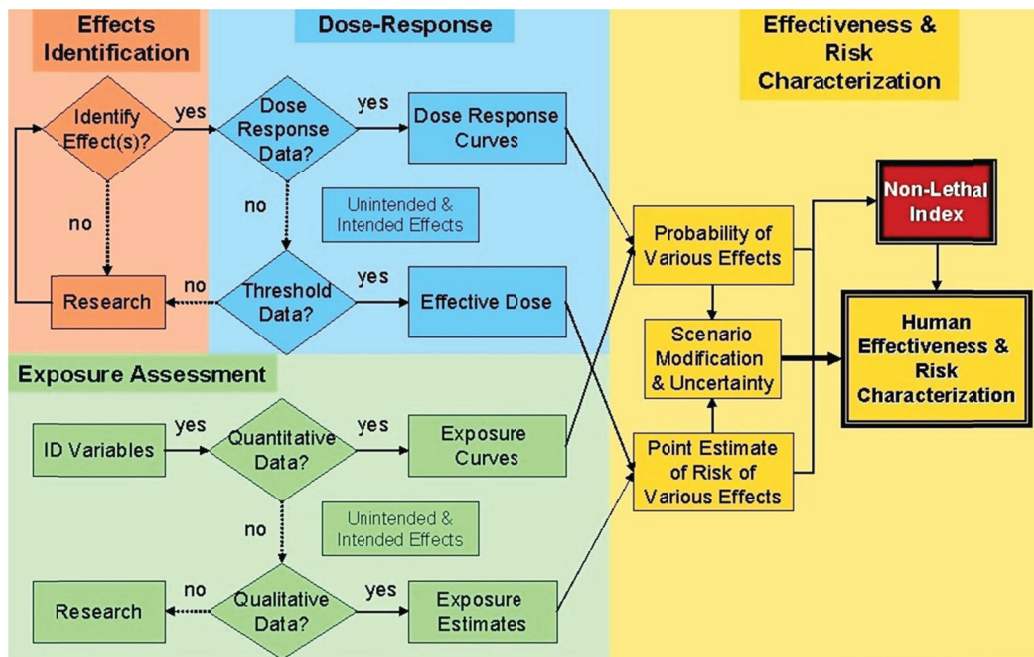 Effects
Identification
Dose-Response
Effectiveness &
Risk
Characterization
Identify
Effect(s)?
yes
Dose
Response
Data?
yes
Dose Response
Curves
no
no
Unintended &
Intended Effects
Non-Lethal
Index
Probability of
Various Effects
Research
no
Threshold
Data?
yes
Effective Dose
Scenario
Modification
& Uncertainty
Human
Effectiveness &
Risk
Characterization
Exposure Assessment
ID Variables
yes
Quantitative
Data?
yes
Exposure
Curves
Point Estimate
of Risk of
Various Effects
no
Unintended &
Intended Effects
Research
no
Qualitative
Data?
yes
Exposure
Estimates